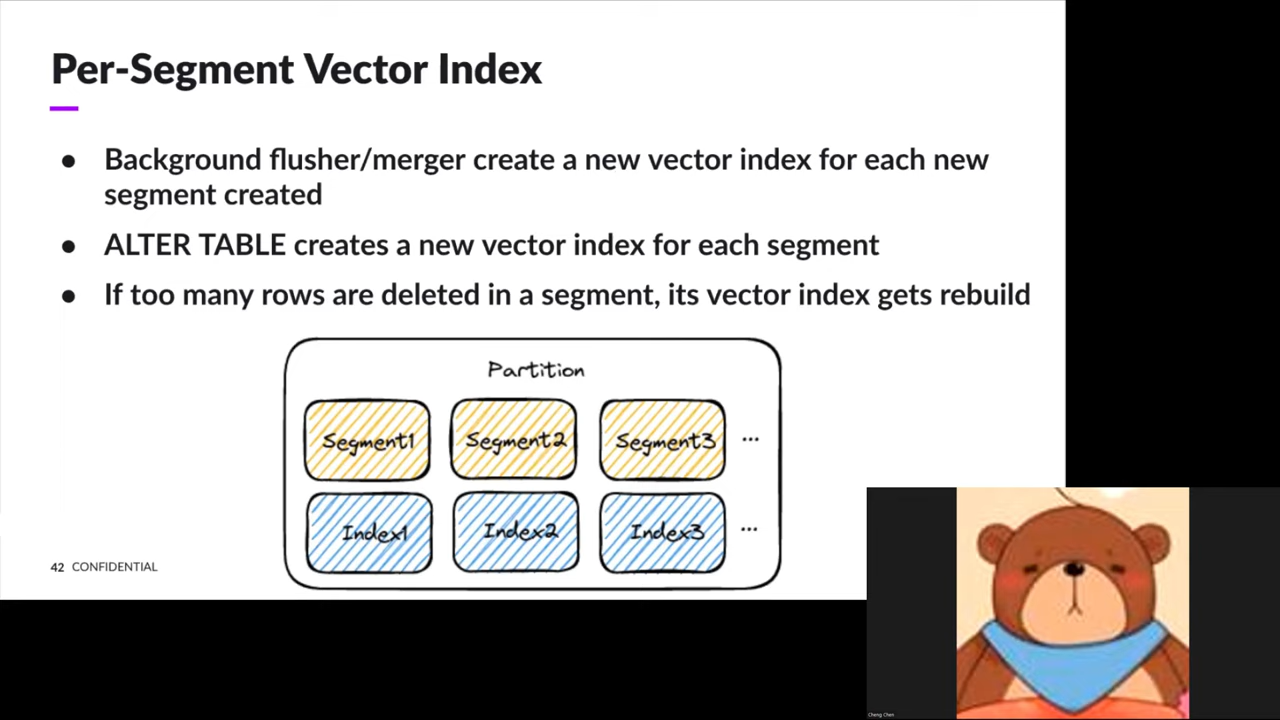 Per-Segment Vector Index
● Background flusher/merger create a new vector index for each new
segment created
● ALTER TABLE creates a new vector index for each segment
● If too many rows are deleted in a segment, its vector index gets rebuild
Partition
Segment1 Segment2 Segment3 ...
Index1 Index2 Index3 ...
42 CONFIDENTIAL
Cheng Chen